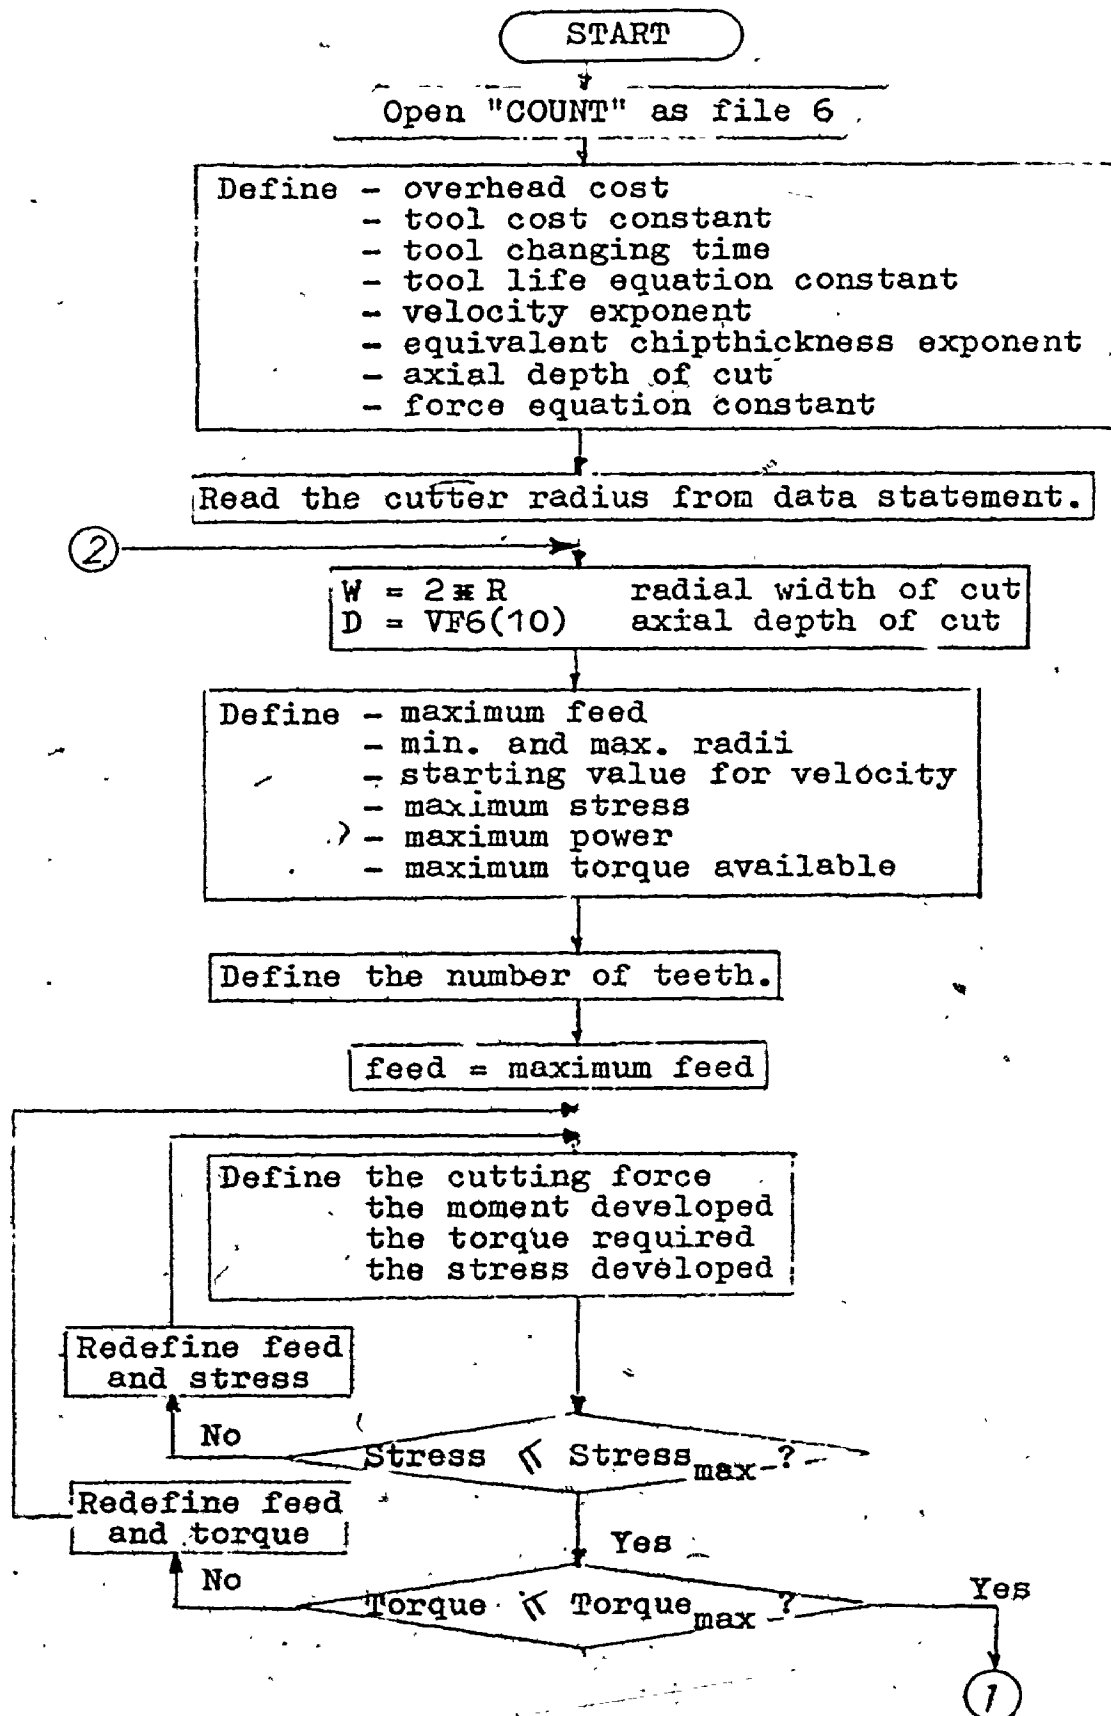 START
Open "COUNT" as file 6
Define - overhead cost
- tool cost constant
- tool changing time
- tool life equation constant
- velocity exponent
- equivalent chipthickness exponent
- axial depth of cut
- force equation constant
Read the cutter radius from data statement.
2
W = 2 * R radial width of cut
D = VF6(10) axial depth of cut
Define - maximum feed
- min. and max. radii
- starting value for velocity
- maximum stress
- maximum power
- maximum torque available
Define the number of teeth.
feed = maximum feed
Define the cutting force
the moment developed
the torque required
the stress developed
Redefine feed
and stress
No
Stress ≤ Stress max ?
Redefine feed
and torque
Yes
No
Torque ≤ Torque max ?
Yes
1